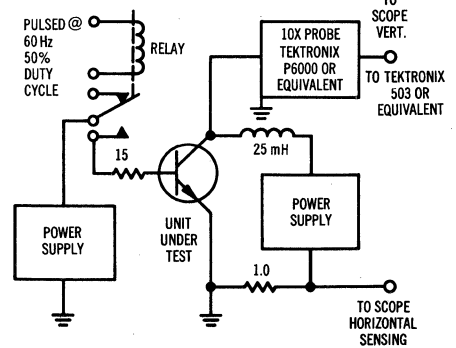 PULSED @
60 Hz
50%
DUTY
CYCLE
RELAY
10X PROBE
TEKTRONIX
P6000 OR
EQUIVALENT
TO
SCOPE
VERT.
TO TEKTRONIX
503 OR
EQUIVALENT
15
25 mH
POWER
SUPPLY
UNIT
UNDER
TEST
POWER
SUPPLY
1.0
TO SCOPE
HORIZONTAL
SENSING